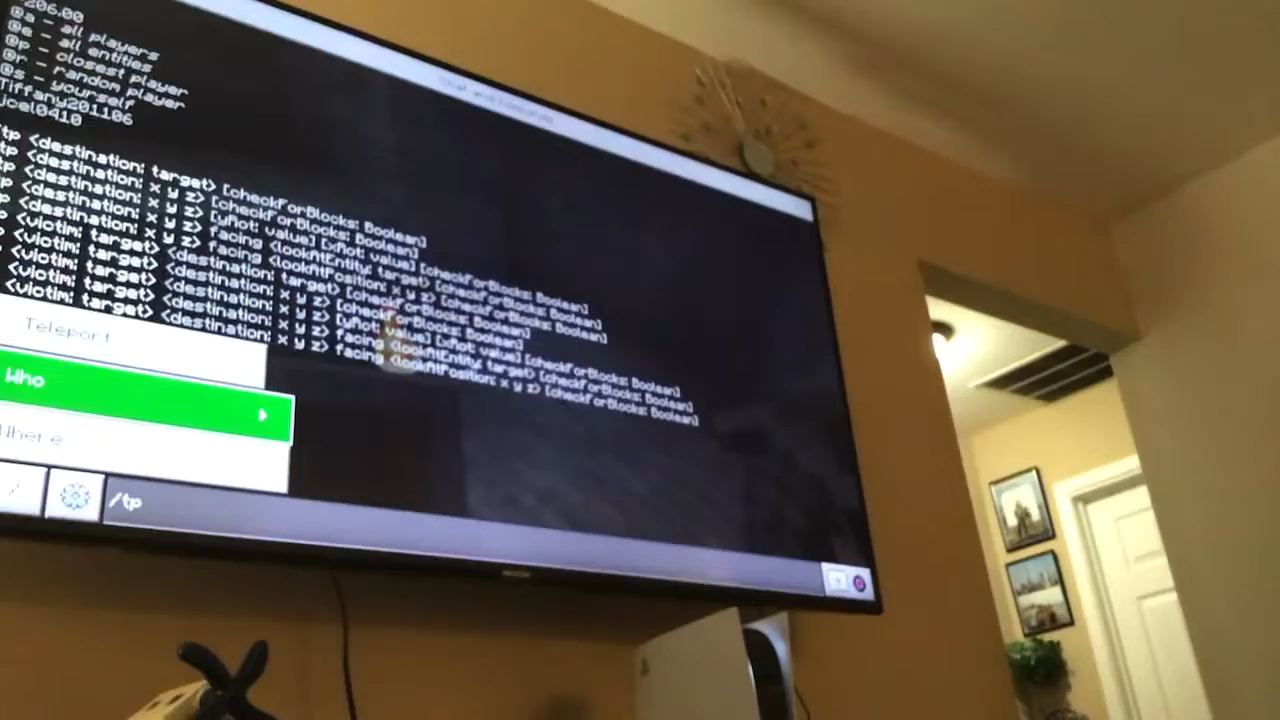 206.00
@a - all players
@e - all entities
@p - closest player
@r - random player
@s - yourself
Tiffany201106
icel0410
tp <destination: target> [checkForBlocks: Boolean]
tp <destination: x y z> [checkForBlocks: Boolean]
tp <destination: x y z> [yRot: value] [xRot: value] [checkForBlocks: Boolean]
p <destination: x y z> facing <lookAtEntity: target> [checkForBlocks: Boolean]
<destination: x y z> facing <lookAtPosition: x y z> [checkForBlocks: Boolean]
<victim: target> <destination: target> [checkForBlocks: Boolean]
<victim: target> <destination: x y z> [checkForBlocks: Boolean]
<victim: target> <destination: x y z> [yRot: value] [xRot: value] [checkForBlocks: Boolean]
<victim: target> <destination: x y z> facing <lookAtEntity: target> [checkForBlocks: Boolean]
<victim: target> <destination: x y z> facing <lookAtPosition: x y z> [checkForBlocks: Boolean]
Teleport
Who
Where
/
/tp